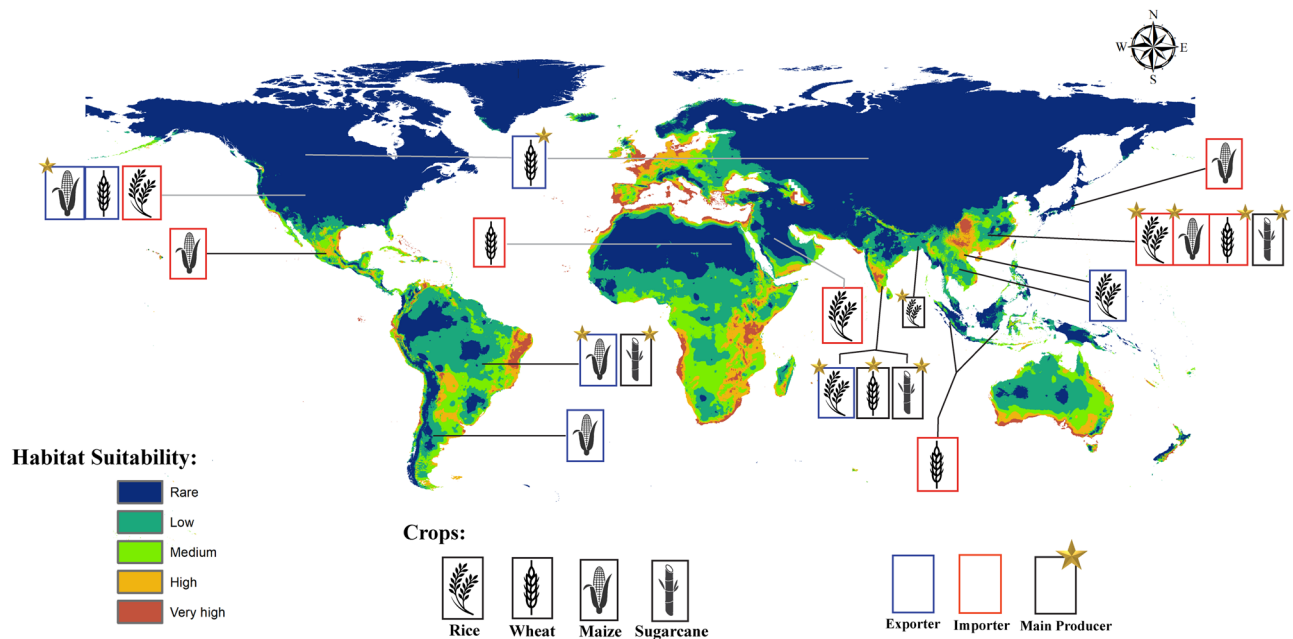 N
W E
S
Habitat Suitability:
Rare
Low
Medium
High
Very high
Crops:
Rice Wheat Maize Sugarcane
Exporter Importer Main Producer